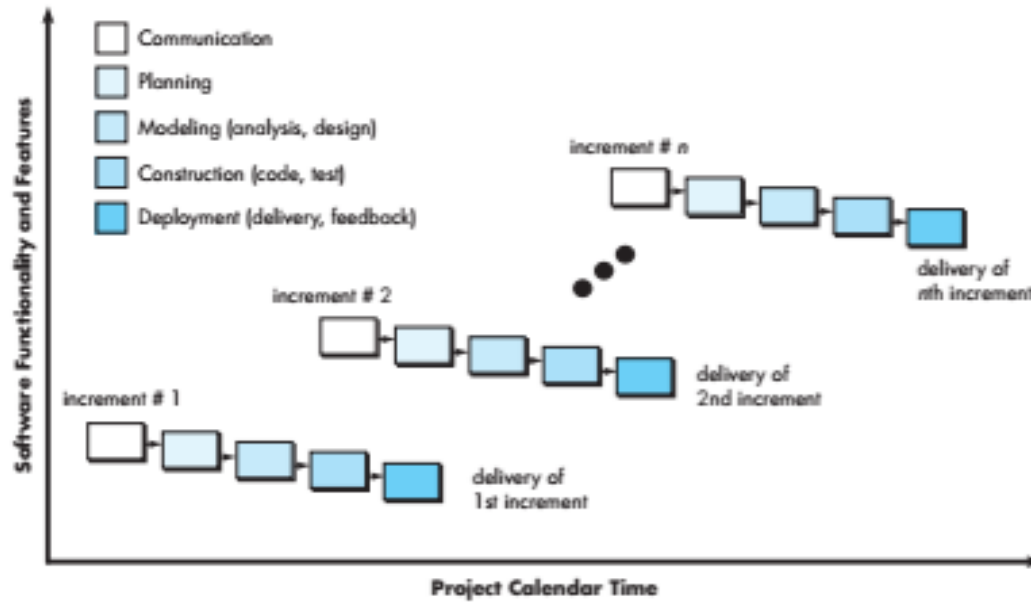 Communication
Planning
Modeling (analysis, design)
Construction (code, test)
Deployment (delivery, feedback)
Software Functionality and Features
increment # n
delivery of
nth increment
increment # 2
delivery of
2nd increment
increment # 1
delivery of
1st increment
Project Calendar Time